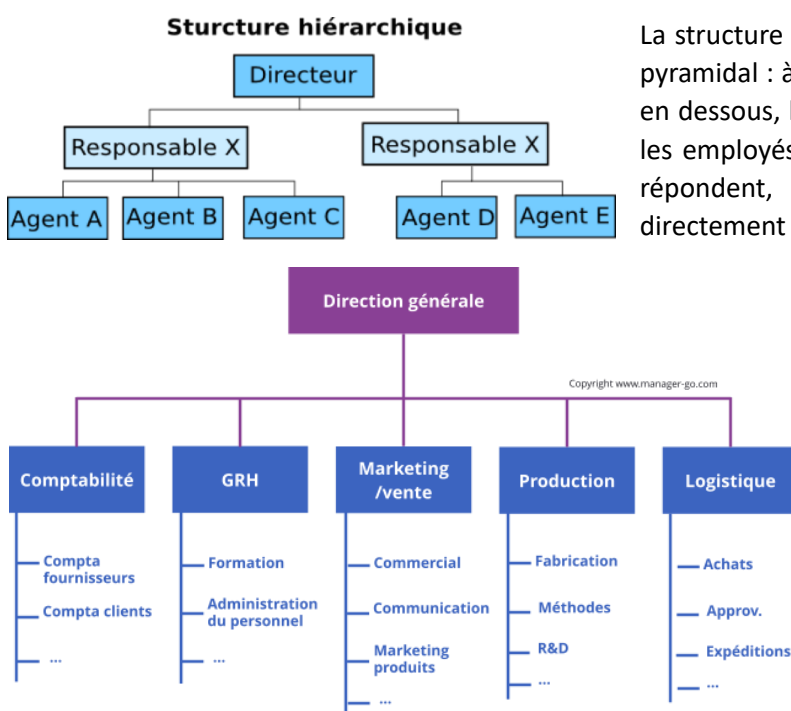 Sturcture hiérarchique
Directeur
Responsable X
Responsable X
Agent A
Agent B
Agent C
Agent D
Agent E
La structure
pyramidal : à
en dessous, l
les employés
répondent,
directement
Direction générale
Copyright www.manager-go.com
Comptabilité
Compta
fournisseurs
Compta clients
...
GRH
Formation
Administration
du personnel
...
Marketing
/vente
Commercial
Communication
Marketing
produits
...
Production
Fabrication
Méthodes
R&D
...
Logistique
Achats
Approv.
Expéditions
...